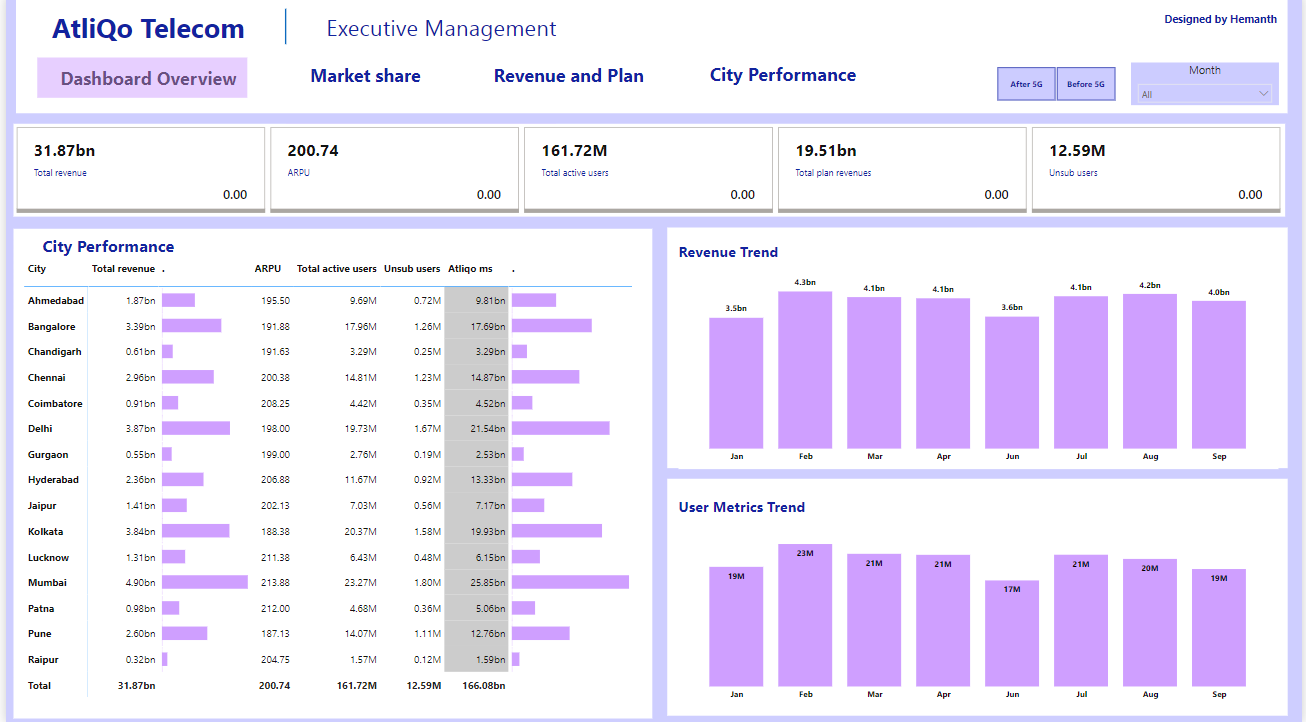 AtliQo Telecom
Executive Management
Designed by Hemanth
Dashboard Overview
Market share
Revenue and Plan
City Performance
After 5G
Before 5G
Month
All
31.87bn
Total revenue
0.00
200.74
ARPU
0.00
161.72M
Total active users
0.00
19.51bn
Total plan revenues
0.00
12.59M
Unsub users
0.00
City Performance
City Total revenue . ARPU Total active users Unsub users Atliqo ms .
Ahmedabad 1.87bn 195.50 9.69M 0.72M 9.81bn
Bangalore 3.39bn 191.88 17.96M 1.26M 17.69bn
Chandigarh 0.61bn 191.63 3.29M 0.25M 3.29bn
Chennai 2.96bn 200.38 14.81M 1.23M 14.87bn
Coimbatore 0.91bn 208.25 4.42M 0.35M 4.52bn
Delhi 3.87bn 198.00 19.73M 1.67M 21.54bn
Gurgaon 0.55bn 199.00 2.76M 0.19M 2.53bn
Hyderabad 2.36bn 206.88 11.67M 0.92M 13.33bn
Jaipur 1.41bn 202.13 7.03M 0.56M 7.17bn
Kolkata 3.84bn 188.38 20.37M 1.58M 19.93bn
Lucknow 1.31bn 211.38 6.43M 0.48M 6.15bn
Mumbai 4.90bn 213.88 23.27M 1.80M 25.85bn
Patna 0.98bn 212.00 4.68M 0.36M 5.06bn
Pune 2.60bn 187.13 14.07M 1.11M 12.76bn
Raipur 0.32bn 204.75 1.57M 0.12M 1.59bn
Total 31.87bn 200.74 161.72M 12.59M 166.08bn
Revenue Trend
3.5bn 4.3bn 4.1bn 4.1bn 3.6bn 4.1bn 4.2bn 4.0bn
Jan Feb Mar Apr Jun Jul Aug Sep
User Metrics Trend
19M 23M 21M 21M 17M 21M 20M 19M
Jan Feb Mar Apr Jun Jul Aug Sep